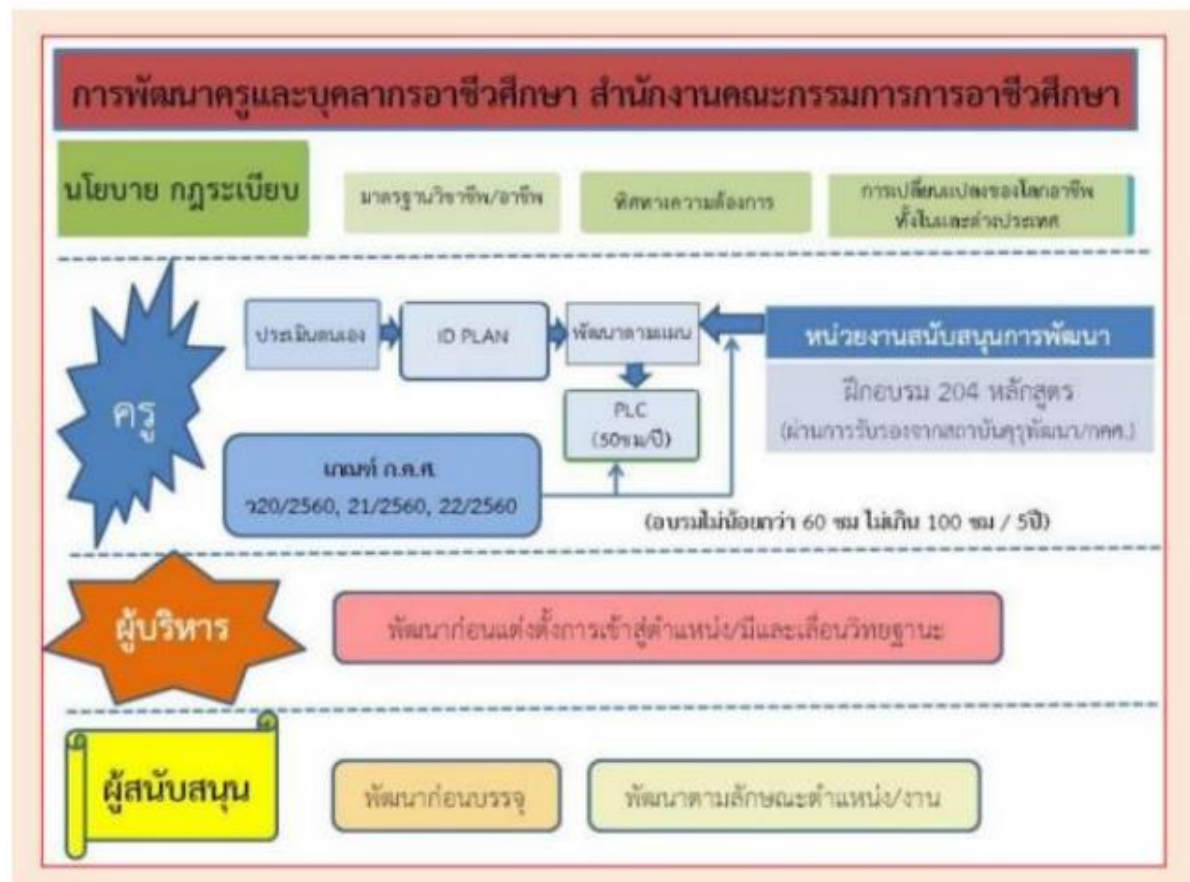 การพัฒนาครูและบุคลากรอาชีวศึกษา สำนักงานคณะกรรมการการอาชีวศึกษา
นโยบาย กฎระเบียบ
มาตรฐานวิชาชีพ/อาชีพ
ทิศทางความต้องการ
การเปลี่ยนแปลงของโลกอาชีพ
ทั้งในและต่างประเทศ
ครู
ประเมินตนเอง
ID PLAN
พัฒนาตามแผน
หน่วยงานสนับสนุนการพัฒนา
ฝึกอบรม 204 หลักสูตร
(ผ่านการรับรองจากสถาบันคุรุพัฒนา/กคศ.)
PLC
(50ชม/ปี)
เกณฑ์ ก.ค.ศ.
ว20/2560, 21/2560, 22/2560
(อบรมไม่น้อยกว่า 60 ชม ไม่เกิน 100 ชม / 5ปี)
ผู้บริหาร
พัฒนาก่อนแต่งตั้งการเข้าสู่ตำแหน่ง/มีและเลื่อนวิทยฐานะ
ผู้สนับสนุน
พัฒนาก่อนบรรจุ
พัฒนาตามลักษณะตำแหน่ง/งาน